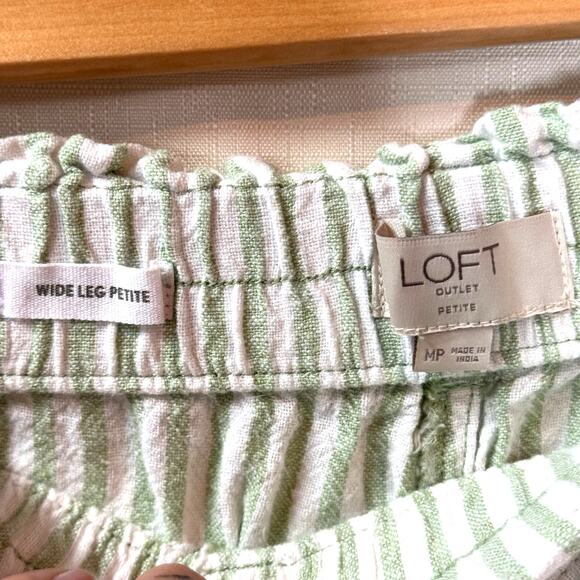 WIDE LEG PETITE
LOFT
OUTLET
PETITE
MP
MADE IN
INDIA